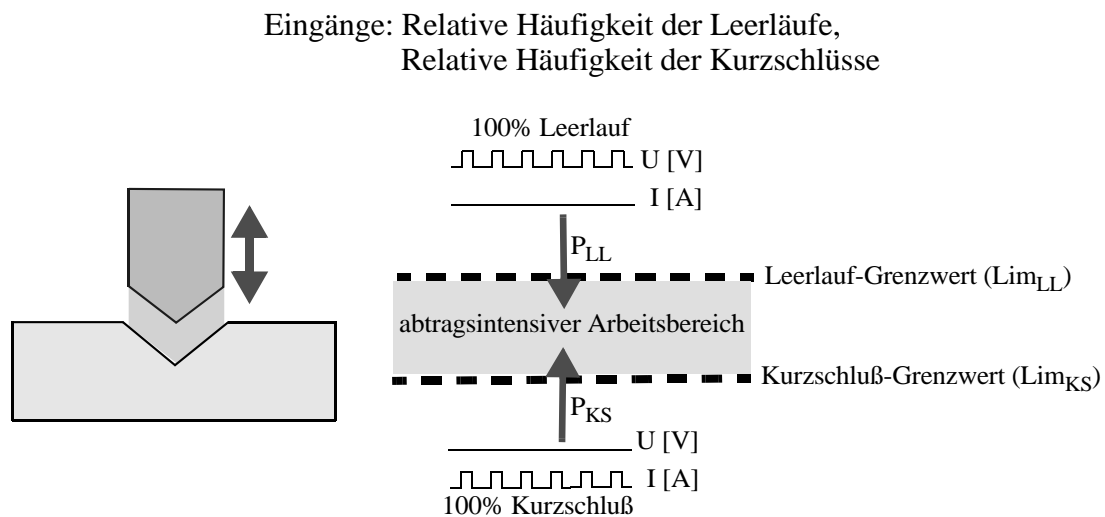 Eingänge: Relative Häufigkeit der Leerläufe,
Relative Häufigkeit der Kurzschlüsse
100% Leerlauf
U [V]
I [A]
P_LL
Leerlauf-Grenzwert (Lim_LL)
abtragsintensiver Arbeitsbereich
Kurzschluß-Grenzwert (Lim_KS)
P_KS
U [V]
I [A]
100% Kurzschluß